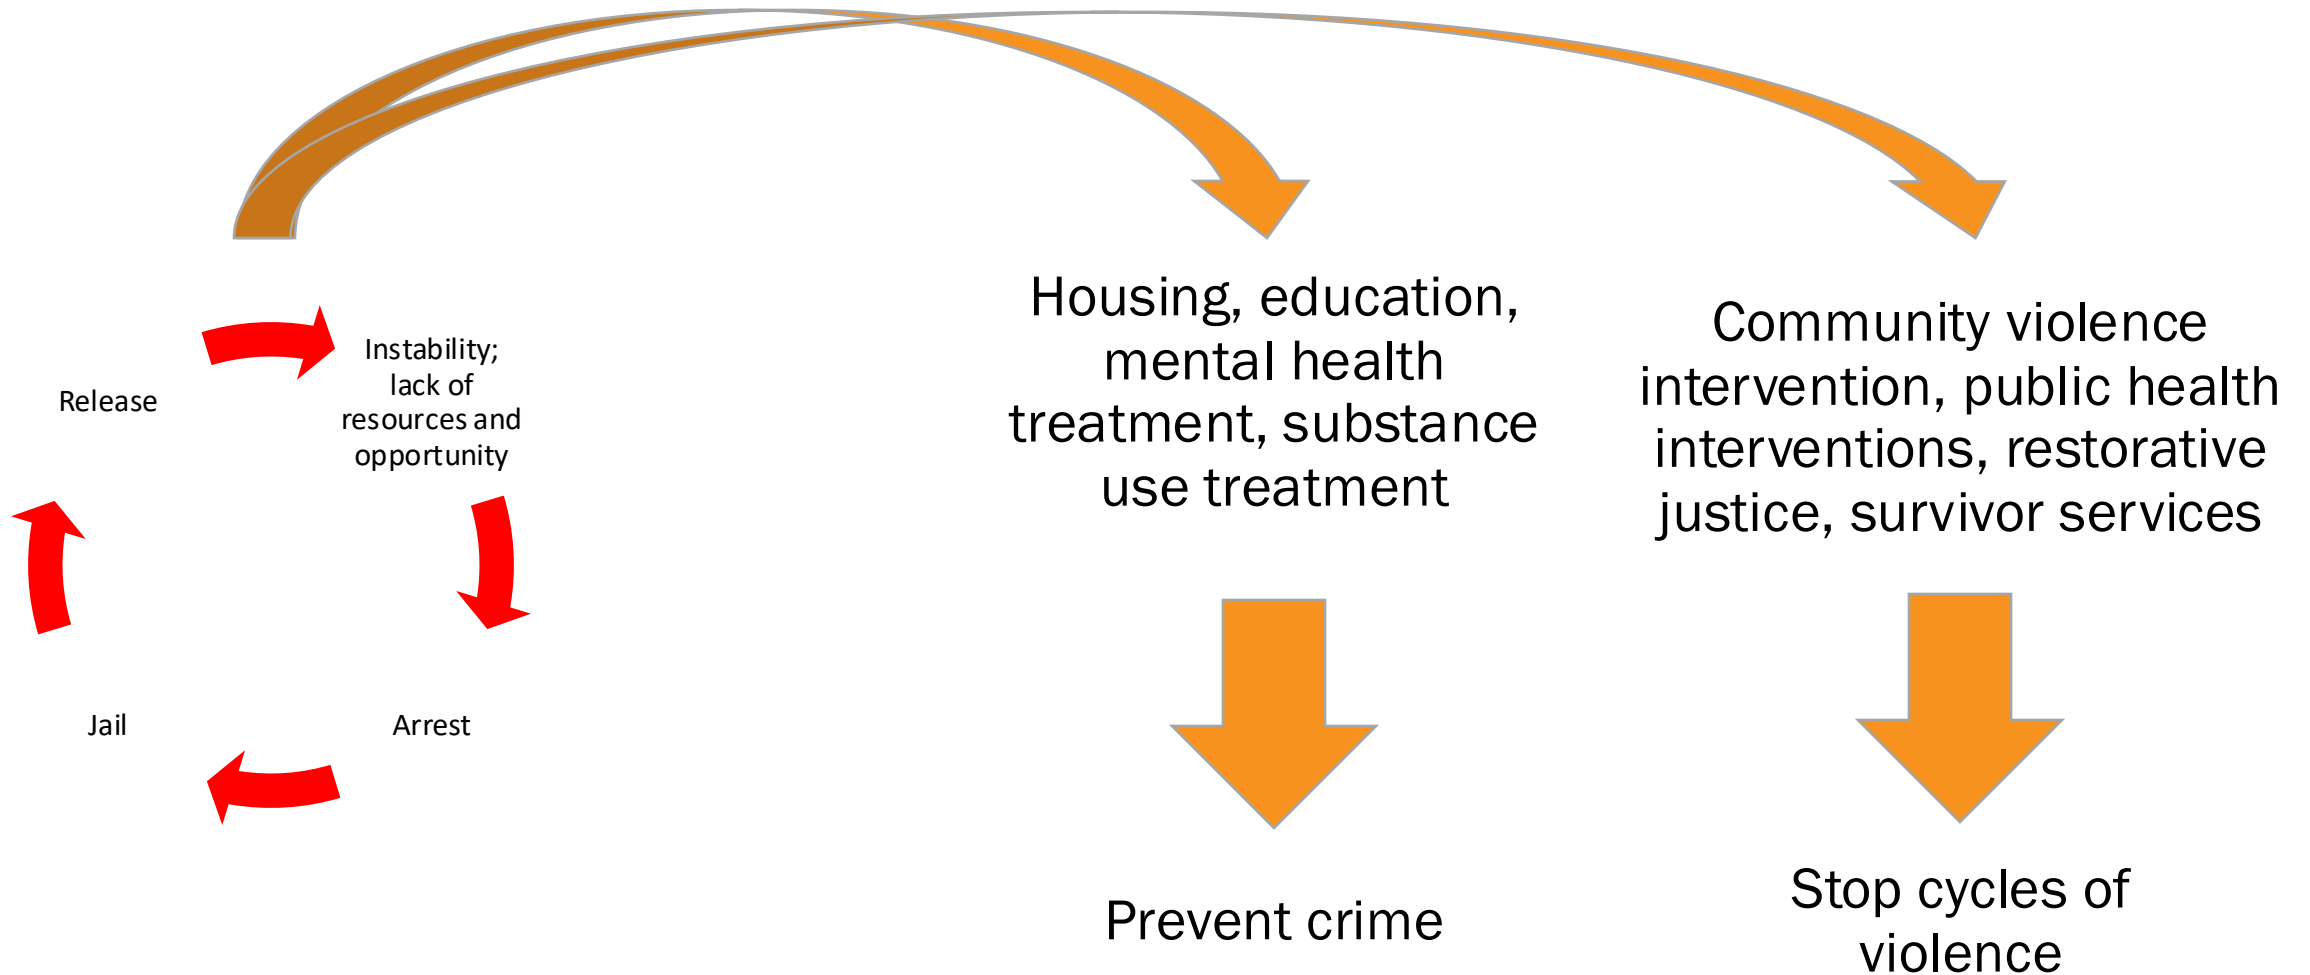 Release
Instability;
lack of
resources and
opportunity
Arrest
Jail
Housing, education,
mental health
treatment, substance
use treatment
Prevent crime
Community violence
intervention, public health
interventions, restorative
justice, survivor services
Stop cycles of
violence